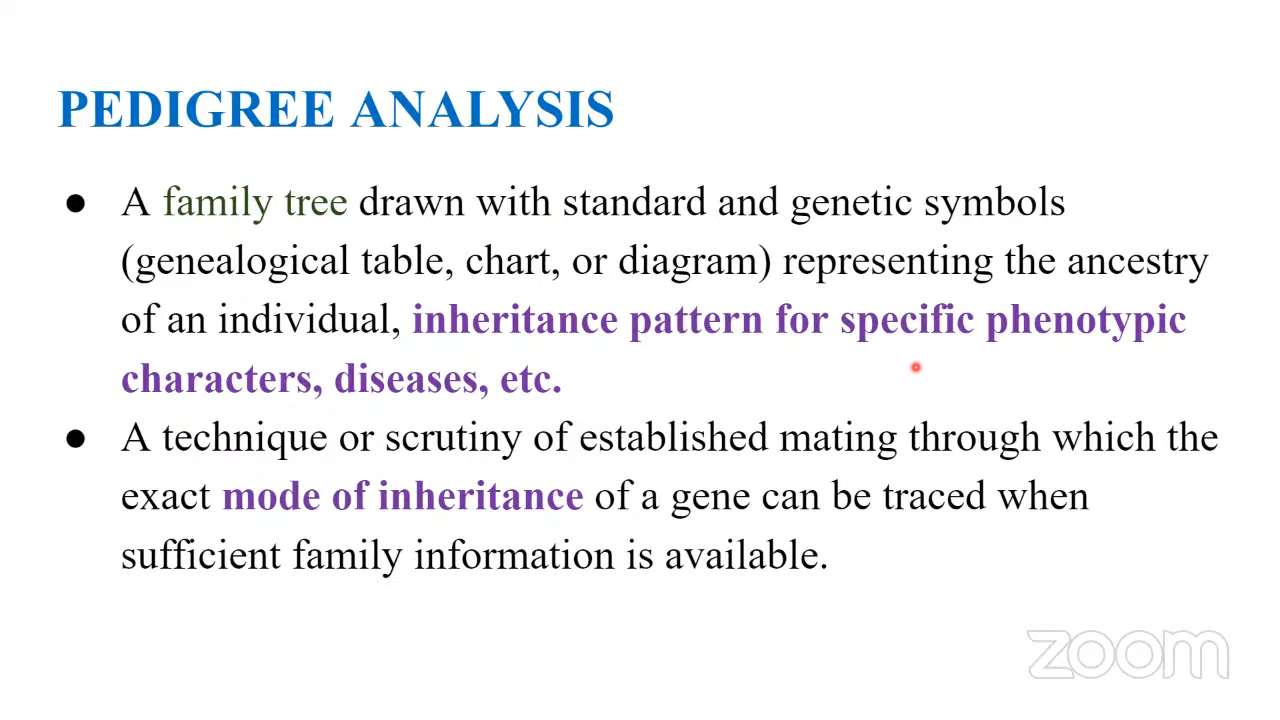 PEDIGREE ANALYSIS
● A family tree drawn with standard and genetic symbols
(genealogical table, chart, or diagram) representing the ancestry
of an individual, inheritance pattern for specific phenotypic
characters, diseases, etc.
● A technique or scrutiny of established mating through which the
exact mode of inheritance of a gene can be traced when
sufficient family information is available.
zoom